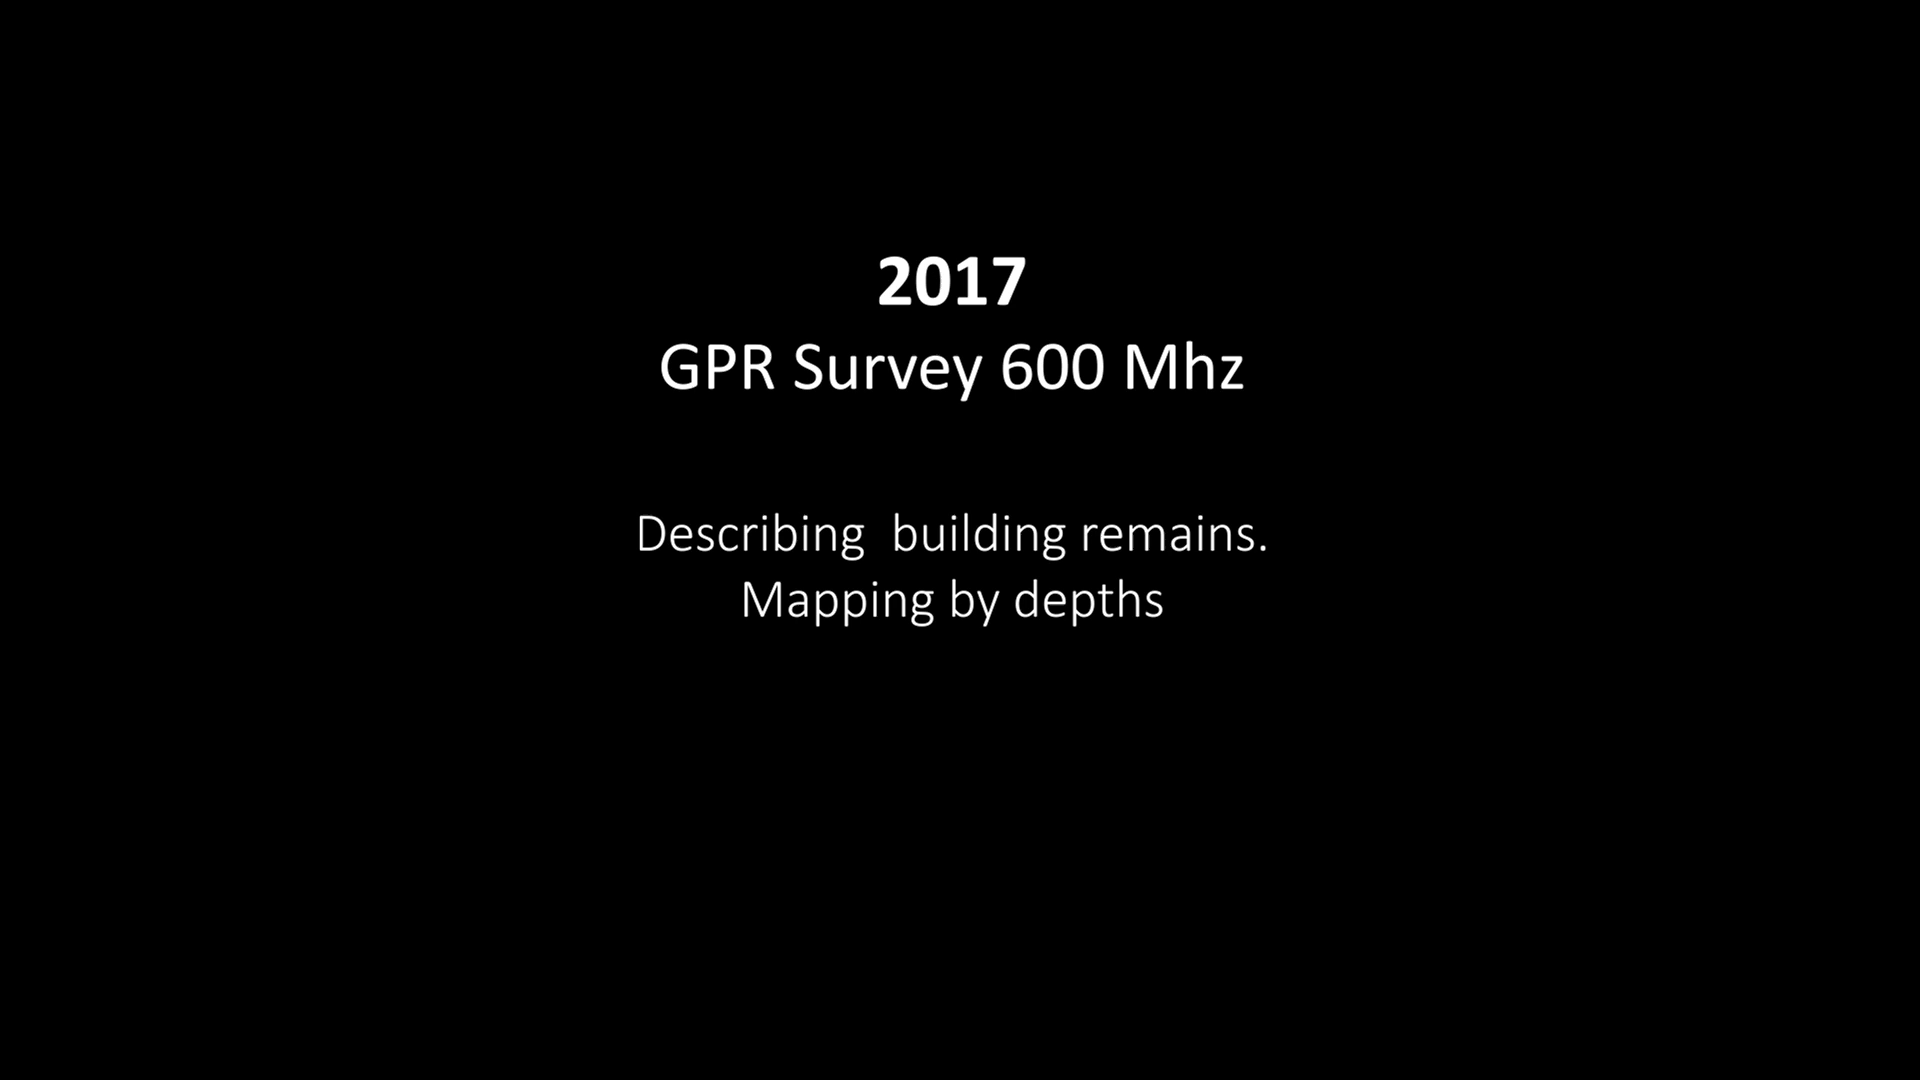 2017
GPR Survey 600 Mhz
Describing  building remains.
Mapping by depths